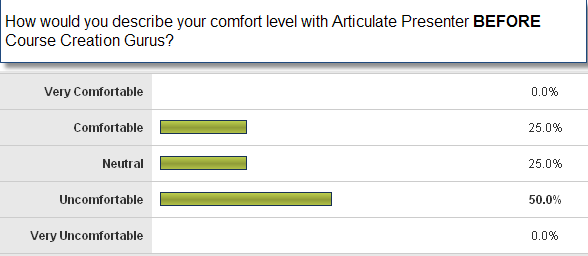 How would you describe your comfort level with Articulate Presenter BEFORE
Course Creation Gurus?
Very Comfortable 0.0%
Comfortable 25.0%
Neutral 25.0%
Uncomfortable 50.0%
Very Uncomfortable 0.0%